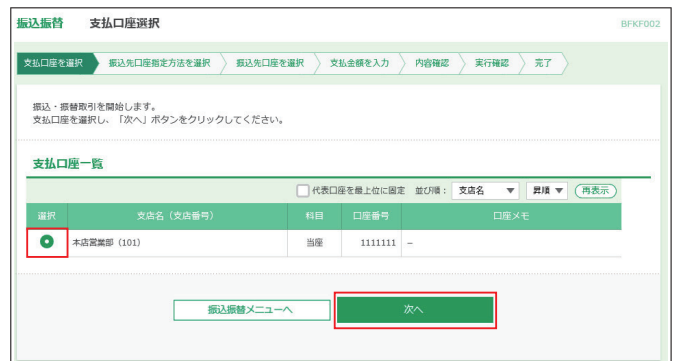 振込振替 支払口座選択 BFKF002
支払口座を選択 振込先口座指定方法を選択 振込先口座を選択 支払金額を入力 内容確認 実行確認 完了
振込・振替取引を開始します。
支払口座を選択し、「次へ」ボタンをクリックしてください。
支払口座一覧
代表口座を最上位に固定 並び順： 支店名 ▼ 昇順 ▼ 再表示
選択 支店名（支店番号） 科目 口座番号 口座メモ
本店営業部（101） 当座 1111111 －
振込振替メニューへ 次へ